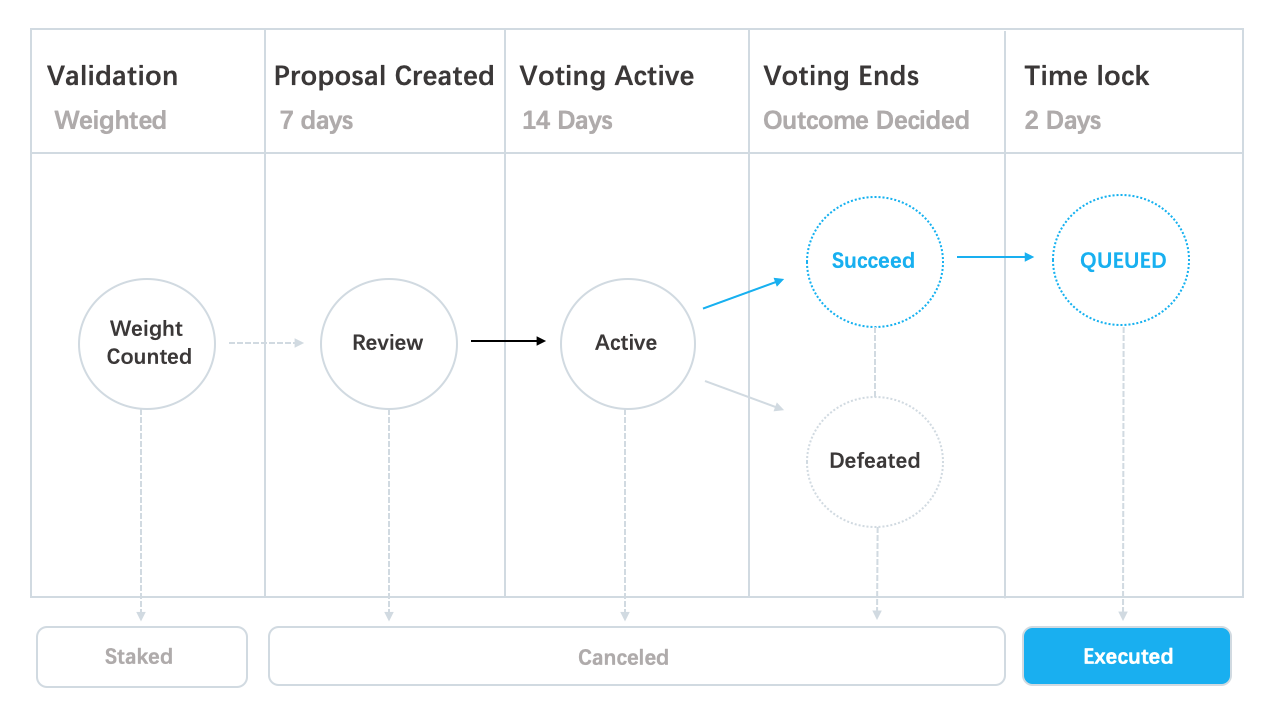 Validation
Weighted
Proposal Created
7 days
Voting Active
14 Days
Voting Ends
Outcome Decided
Time lock
2 Days
Weight
Counted
Review
Active
Succeed
Defeated
QUEUED
Staked
Canceled
Executed